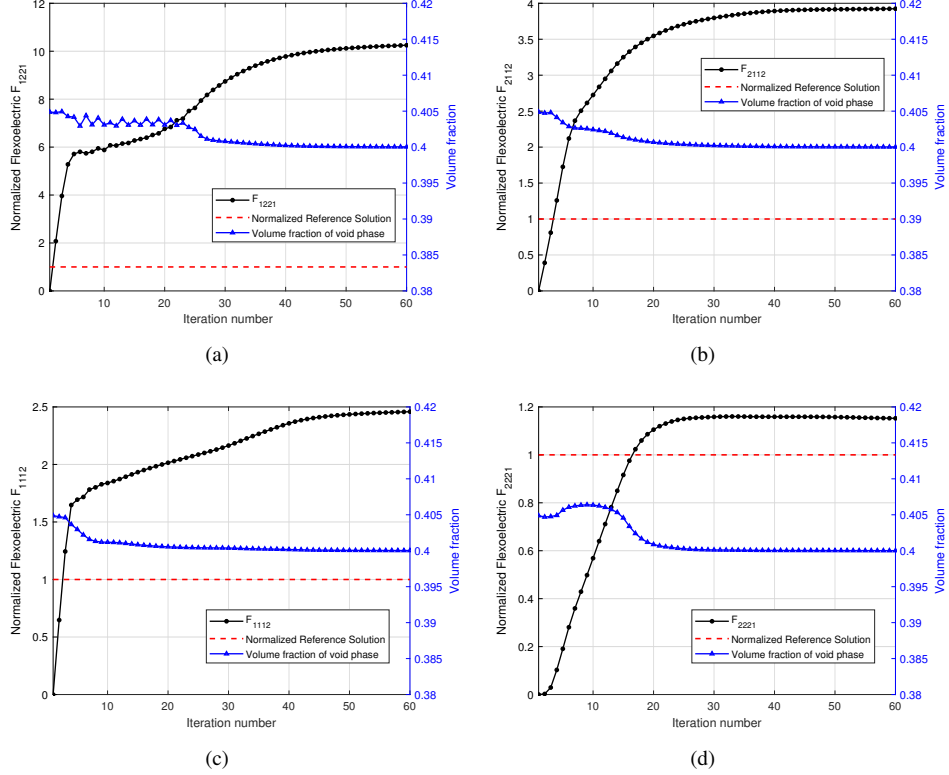 Normalized Flexoelectric F_1221
12
10
8
6
4
2
0
10 20 30 40 50 60
Iteration number
0.42
0.415
0.41
0.405
0.4
0.395
0.39
0.385
0.38
Volume fraction
F_1221
Normalized Reference Solution
Volume fraction of void phase
(a)
Normalized Flexoelectric F_2112
4
3.5
3
2.5
2
1.5
1
0.5
0
10 20 30 40 50 60
Iteration number
0.42
0.415
0.41
0.405
0.4
0.395
0.39
0.385
0.38
Volume fraction
F_2112
Normalized Reference Solution
Volume fraction of void phase
(b)
Normalized Flexoelectric F_1112
2.5
2
1.5
1
0.5
0
10 20 30 40 50 60
Iteration number
0.42
0.415
0.41
0.405
0.4
0.395
0.39
0.385
0.38
Volume fraction
F_1112
Normalized Reference Solution
Volume fraction of void phase
(c)
Normalized Flexoelectric F_2221
1.2
1
0.8
0.6
0.4
0.2
0
10 20 30 40 50 60
Iteration number
0.42
0.415
0.41
0.405
0.4
0.395
0.39
0.385
0.38
Volume fraction
F_2221
Normalized Reference Solution
Volume fraction of void phase
(d)